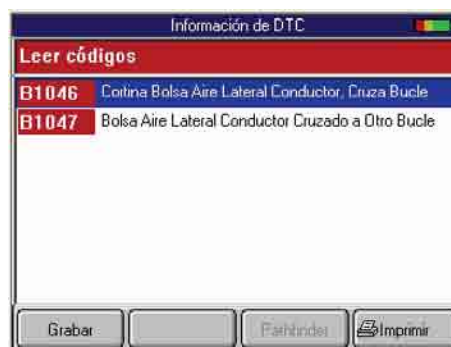 Información de DTC
Leer códigos
B1046 Cortina Bolsa Aire Lateral Conductor, Cruza Bucle
B1047 Bolsa Aire Lateral Conductor Cruzado a Otro Bucle
Grabar Pathfinder Imprimir